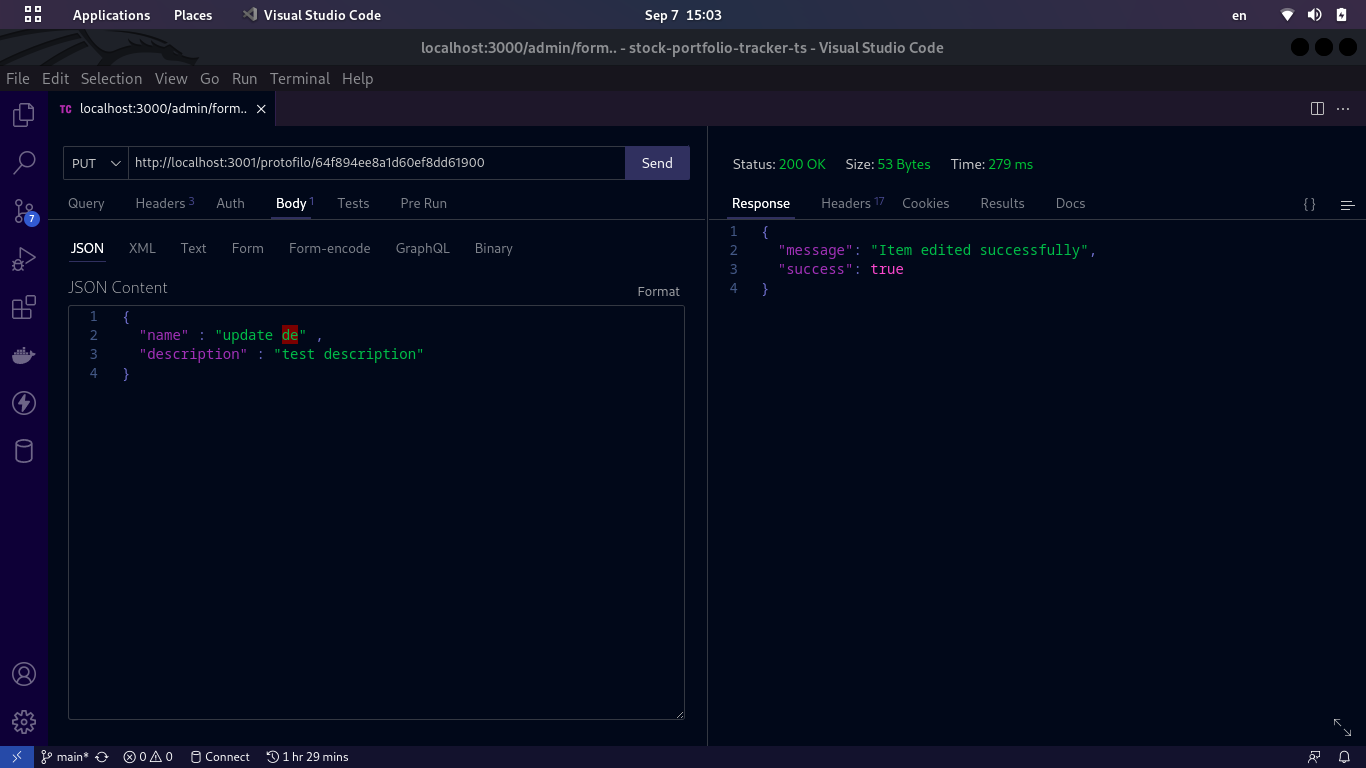 Applications Places Visual Studio Code Sep 7 15:03 en
localhost:3000/admin/form.. - stock-portfolio-tracker-ts - Visual Studio Code
File Edit Selection View Go Run Terminal Help
TC localhost:3000/admin/form..
PUT http://localhost:3001/protofilo/64f894ee8a1d60ef8dd61900 Send
Status: 200 OK Size: 53 Bytes Time: 279 ms
Query Headers 3 Auth Body 1 Tests Pre Run
Response Headers 17 Cookies Results Docs { }
7
JSON XML Text Form Form-encode GraphQL Binary
JSON Content
Format
1 {
2 "name" : "update de" ,
3 "description" : "test description"
4 }
1 {
2 "message": "Item edited successfully",
3 "success": true
4 }
main* 0 0 Connect 1 hr 29 mins